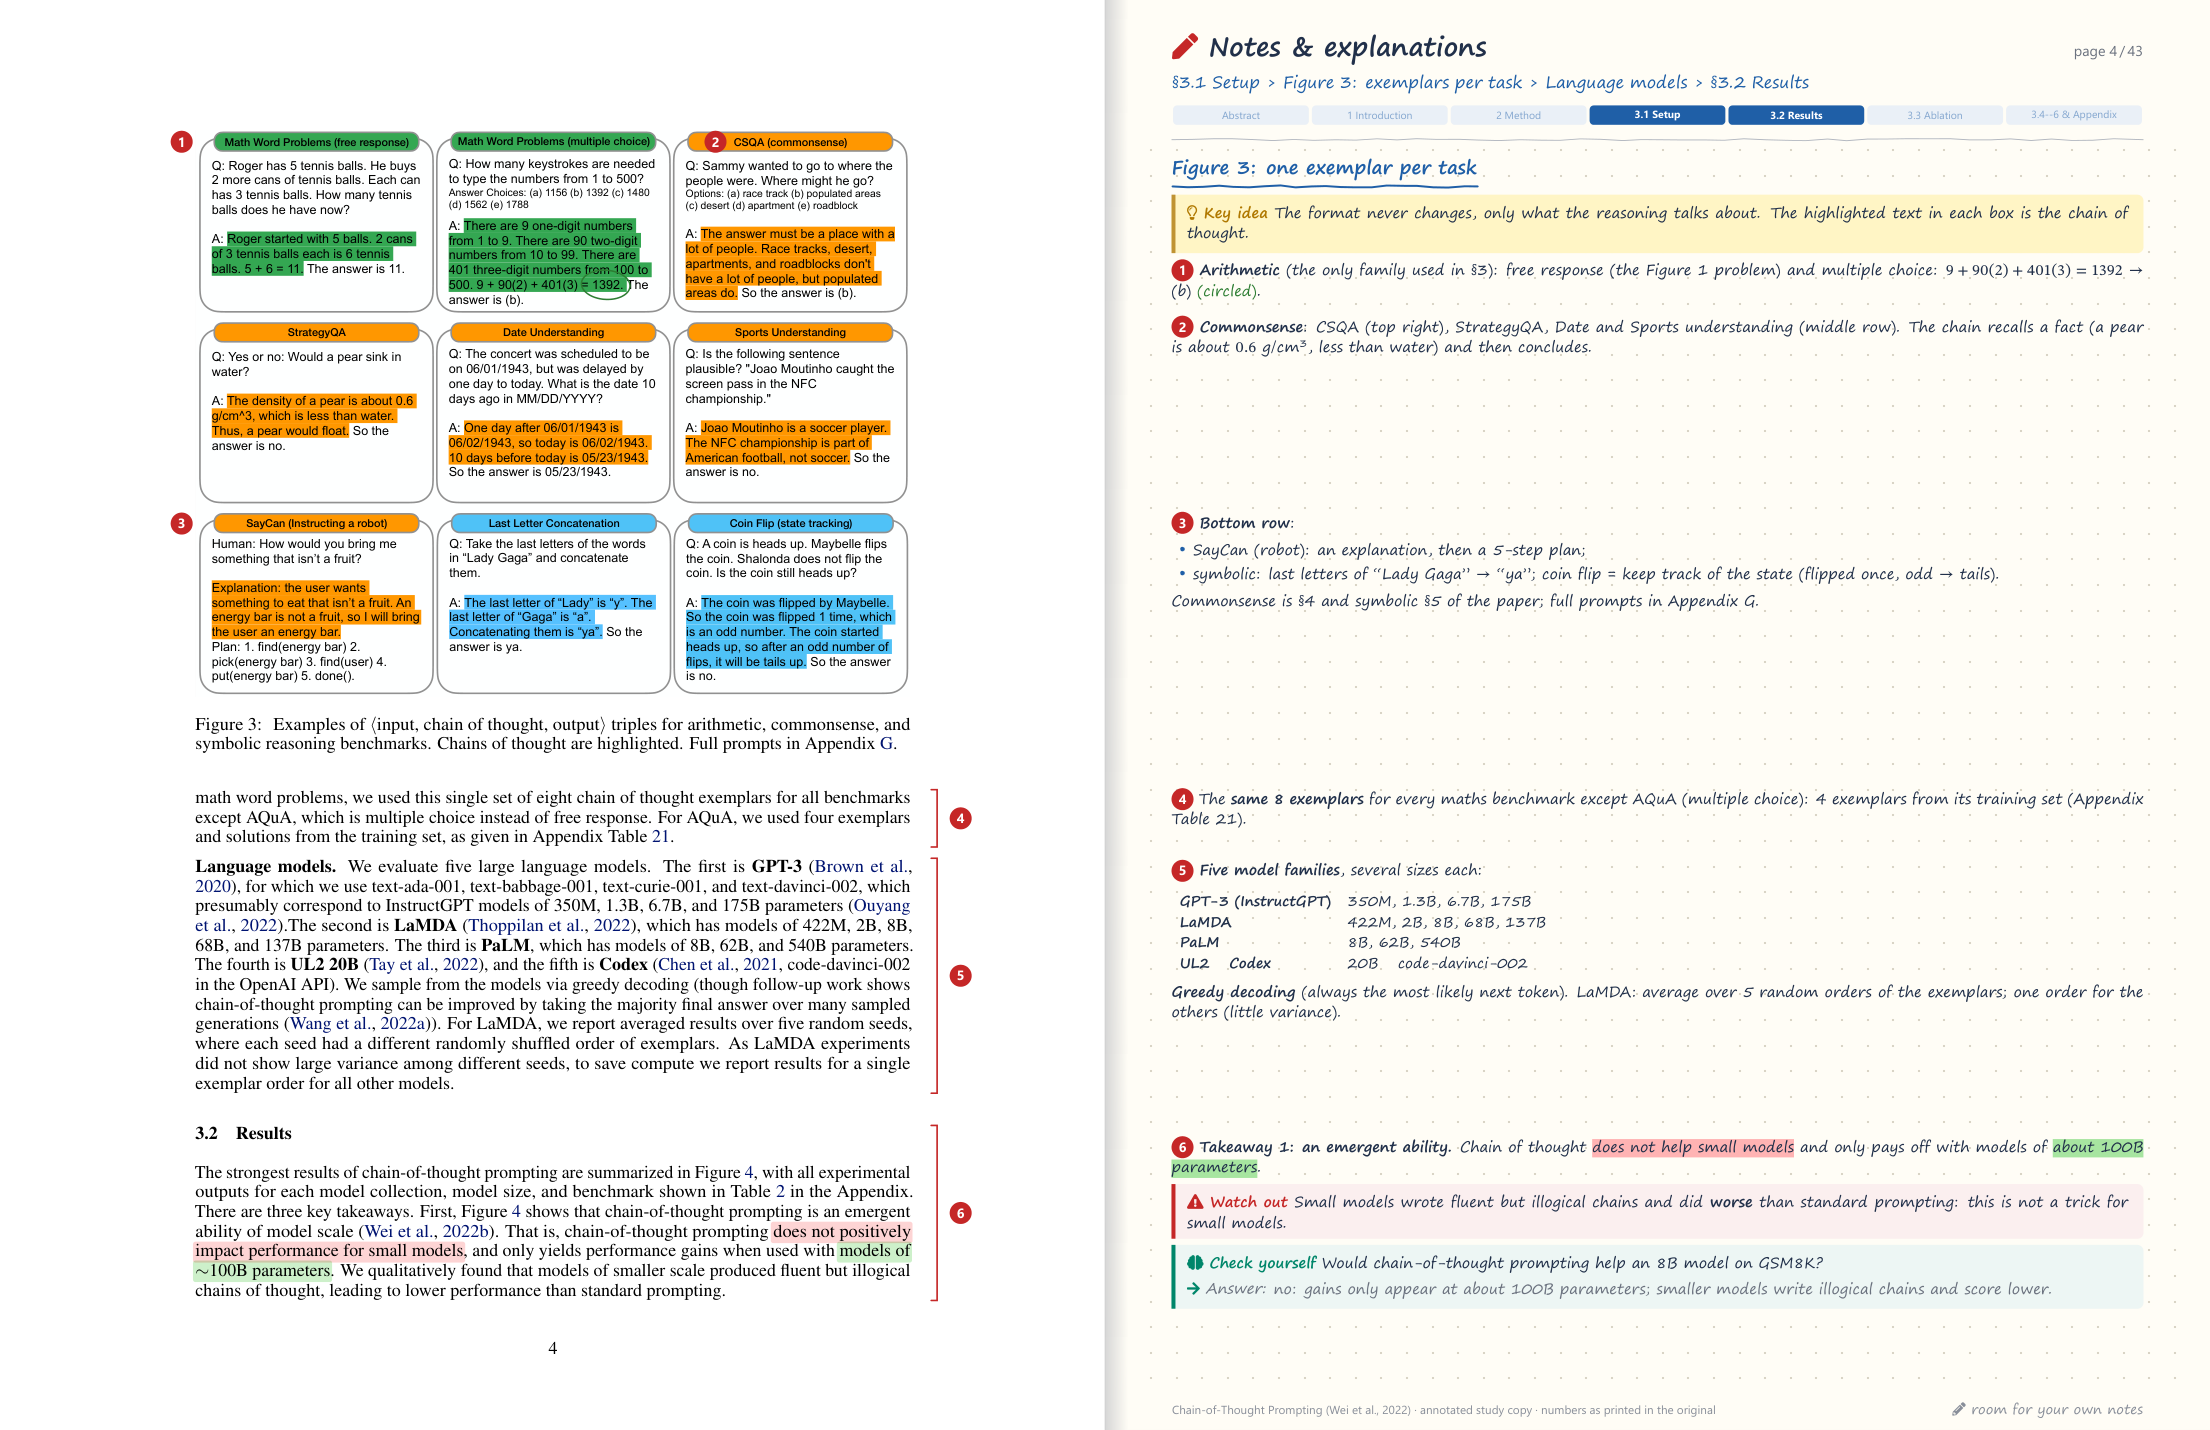 1
Math Word Problems (free response)
Q: Roger has 5 tennis balls. He buys
2 more cans of tennis balls. Each can
has 3 tennis balls. How many tennis
balls does he have now?
A: Roger started with 5 balls. 2 cans
of 3 tennis balls each is 6 tennis
balls. 5 + 6 = 11. The answer is 11.
Math Word Problems (multiple choice)
Q: How many keystrokes are needed
to type the numbers from 1 to 500?
Answer Choices: (a) 1156 (b) 1392 (c) 1480
(d) 1562 (e) 1788
A: There are 9 one-digit numbers
from 1 to 9. There are 90 two-digit
numbers from 10 to 99. There are
401 three-digit numbers from 100 to
500. 9 + 90(2) + 401(3) = 1392. The
answer is (b).
2
CSQA (commonsense)
Q: Sammy wanted to go to where the
people were. Where might he go?
Options: (a) race track (b) populated areas
(c) desert (d) apartment (e) roadblock
A: The answer must be a place with a
lot of people. Race tracks, desert,
apartments, and roadblocks don't
have a lot of people, but populated
areas do. So the answer is (b).
StrategyQA
Q: Yes or no: Would a pear sink in
water?
A: The density of a pear is about 0.6
g/cm^3, which is less than water.
Thus, a pear would float. So the
answer is no.
Date Understanding
Q: The concert was scheduled to be
on 06/01/1943, but was delayed by
one day to today. What is the date 10
days ago in MM/DD/YYYY?
A: One day after 06/01/1943 is
06/02/1943, so today is 06/02/1943.
10 days before today is 05/23/1943.
So the answer is 05/23/1943.
Sports Understanding
Q: Is the following sentence
plausible? "Joao Moutinho caught the
screen pass in the NFC
championship."
A: Joao Moutinho is a soccer player.
The NFC championship is part of
American football, not soccer. So the
answer is no.
3
SayCan (Instructing a robot)
Human: How would you bring me
something that isn't a fruit?
Explanation: the user wants
something to eat that isn't a fruit. An
energy bar is not a fruit, so I will bring
the user an energy bar.
Plan: 1. find(energy bar) 2.
pick(energy bar) 3. find(user) 4.
put(energy bar) 5. done().
Last Letter Concatenation
Q: Take the last letters of the words
in “Lady Gaga” and concatenate
them.
A: The last letter of “Lady” is “y”. The
last letter of “Gaga” is “a”.
Concatenating them is “ya”. So the
answer is ya.
Coin Flip (state tracking)
Q: A coin is heads up. Maybelle flips
the coin. Shalonda does not flip the
coin. Is the coin still heads up?
A: The coin was flipped by Maybelle.
So the coin was flipped 1 time, which
is an odd number. The coin started
heads up, so after an odd number of
flips, it will be tails up. So the answer
is no.
Figure 3: Examples of ⟨input, chain of thought, output⟩ triples for arithmetic, commonsense, and
symbolic reasoning benchmarks. Chains of thought are highlighted. Full prompts in Appendix G.
math word problems, we used this single set of eight chain of thought exemplars for all benchmarks
except AQuA, which is multiple choice instead of free response. For AQuA, we used four exemplars
and solutions from the training set, as given in Appendix Table 21.
4
Language models. We evaluate five large language models. The first is GPT-3 (Brown et al.,
2020), for which we use text-ada-001, text-babbage-001, text-curie-001, and text-davinci-002, which
presumably correspond to InstructGPT models of 350M, 1.3B, 6.7B, and 175B parameters (Ouyang
et al., 2022).The second is LaMDA (Thoppilan et al., 2022), which has models of 422M, 2B, 8B,
68B, and 137B parameters. The third is PaLM, which has models of 8B, 62B, and 540B parameters.
The fourth is UL2 20B (Tay et al., 2022), and the fifth is Codex (Chen et al., 2021, code-davinci-002
in the OpenAI API). We sample from the models via greedy decoding (though follow-up work shows
chain-of-thought prompting can be improved by taking the majority final answer over many sampled
generations (Wang et al., 2022a)). For LaMDA, we report averaged results over five random seeds,
where each seed had a different randomly shuffled order of exemplars. As LaMDA experiments
did not show large variance among different seeds, to save compute we report results for a single
exemplar order for all other models.
5
3.2 Results
The strongest results of chain-of-thought prompting are summarized in Figure 4, with all experimental
outputs for each model collection, model size, and benchmark shown in Table 2 in the Appendix.
There are three key takeaways. First, Figure 4 shows that chain-of-thought prompting is an emergent
ability of model scale (Wei et al., 2022b). That is, chain-of-thought prompting does not positively
impact performance for small models, and only yields performance gains when used with models of
∼100B parameters. We qualitatively found that models of smaller scale produced fluent but illogical
chains of thought, leading to lower performance than standard prompting.
6
4
Notes & explanations
page 4 / 43
§3.1 Setup > Figure 3: exemplars per task > Language models > §3.2 Results
Abstract
1 Introduction
2 Method
3.1 Setup
3.2 Results
3.3 Ablation
3.4--6 & Appendix
Figure 3: one exemplar per task
Key idea The format never changes, only what the reasoning talks about. The highlighted text in each box is the chain of
thought.
1 Arithmetic (the only family used in §3): free response (the Figure 1 problem) and multiple choice: 9 + 90(2) + 401(3) = 1392 →
(b) (circled).
2 Commonsense: CSQA (top right), StrategyQA, Date and Sports understanding (middle row). The chain recalls a fact (a pear
is about 0.6 g/cm³, less than water) and then concludes.
3 Bottom row:
• SayCan (robot): an explanation, then a 5-step plan;
• symbolic: last letters of “Lady Gaga” → “ya”; coin flip = keep track of the state (flipped once, odd → tails).
Commonsense is §4 and symbolic §5 of the paper; full prompts in Appendix G.
4 The same 8 exemplars for every maths benchmark except AQuA (multiple choice): 4 exemplars from its training set (Appendix
Table 21).
5 Five model families, several sizes each:
GPT-3 (InstructGPT) 350M, 1.3B, 6.7B, 175B
LaMDA 422M, 2B, 8B, 68B, 137B
PaLM 8B, 62B, 540B
UL2 Codex 20B code-davinci-002
Greedy decoding (always the most likely next token). LaMDA: average over 5 random orders of the exemplars; one order for the
others (little variance).
6 Takeaway 1: an emergent ability. Chain of thought does not help small models and only pays off with models of about 100B
parameters.
Watch out Small models wrote fluent but illogical chains and did worse than standard prompting: this is not a trick for
small models.
Check yourself Would chain-of-thought prompting help an 8B model on GSM8K?
→ Answer: no: gains only appear at about 100B parameters; smaller models write illogical chains and score lower.
Chain-of-Thought Prompting (Wei et al., 2022) · annotated study copy · numbers as printed in the original
room for your own notes